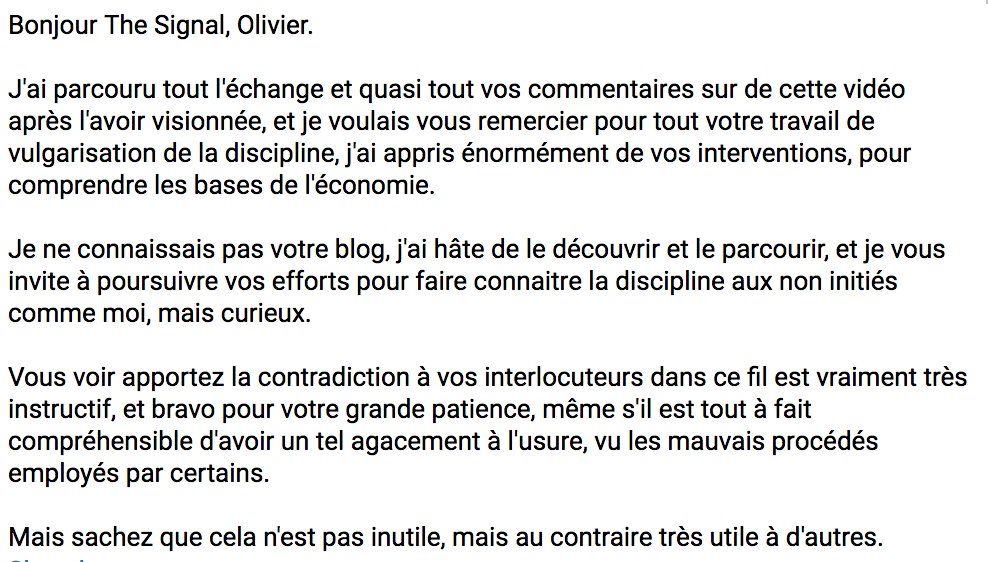 Bonjour The Signal, Olivier.
J'ai parcouru tout l'échange et quasi tout vos commentaires sur de cette vidéo
après l'avoir visionnée, et je voulais vous remercier pour tout votre travail de
vulgarisation de la discipline, j'ai appris énormément de vos interventions, pour
comprendre les bases de l'économie.
Je ne connaissais pas votre blog, j'ai hâte de le découvrir et le parcourir, et je vous
invite à poursuivre vos efforts pour faire connaitre la discipline aux non initiés
comme moi, mais curieux.
Vous voir apportez la contradiction à vos interlocuteurs dans ce fil est vraiment très
instructif, et bravo pour votre grande patience, même s'il est tout à fait
compréhensible d'avoir un tel agacement à l'usure, vu les mauvais procédés
employés par certains.
Mais sachez que cela n'est pas inutile, mais au contraire très utile à d'autres.